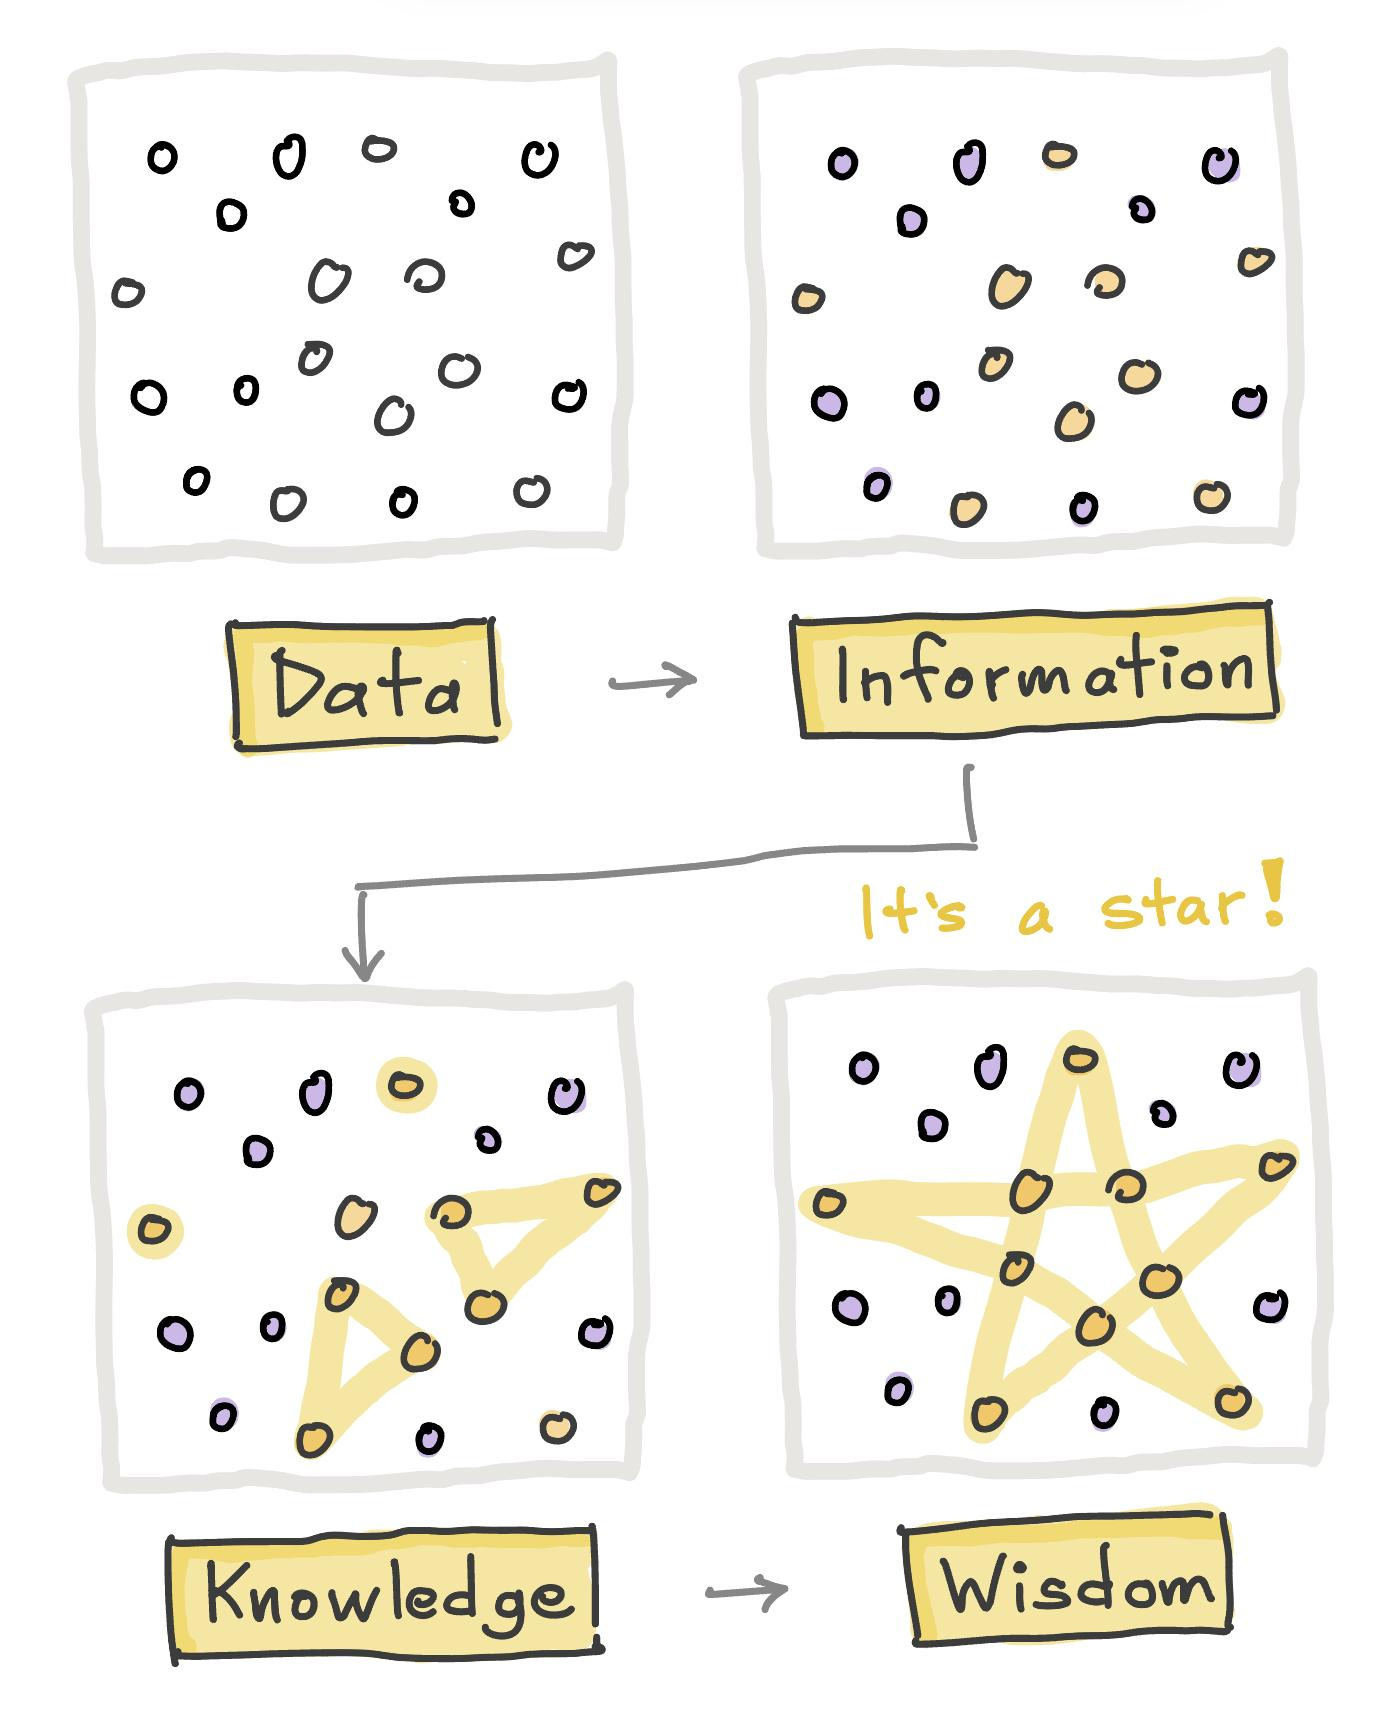 Data
Information
It's a star!
Knowledge
Wisdom